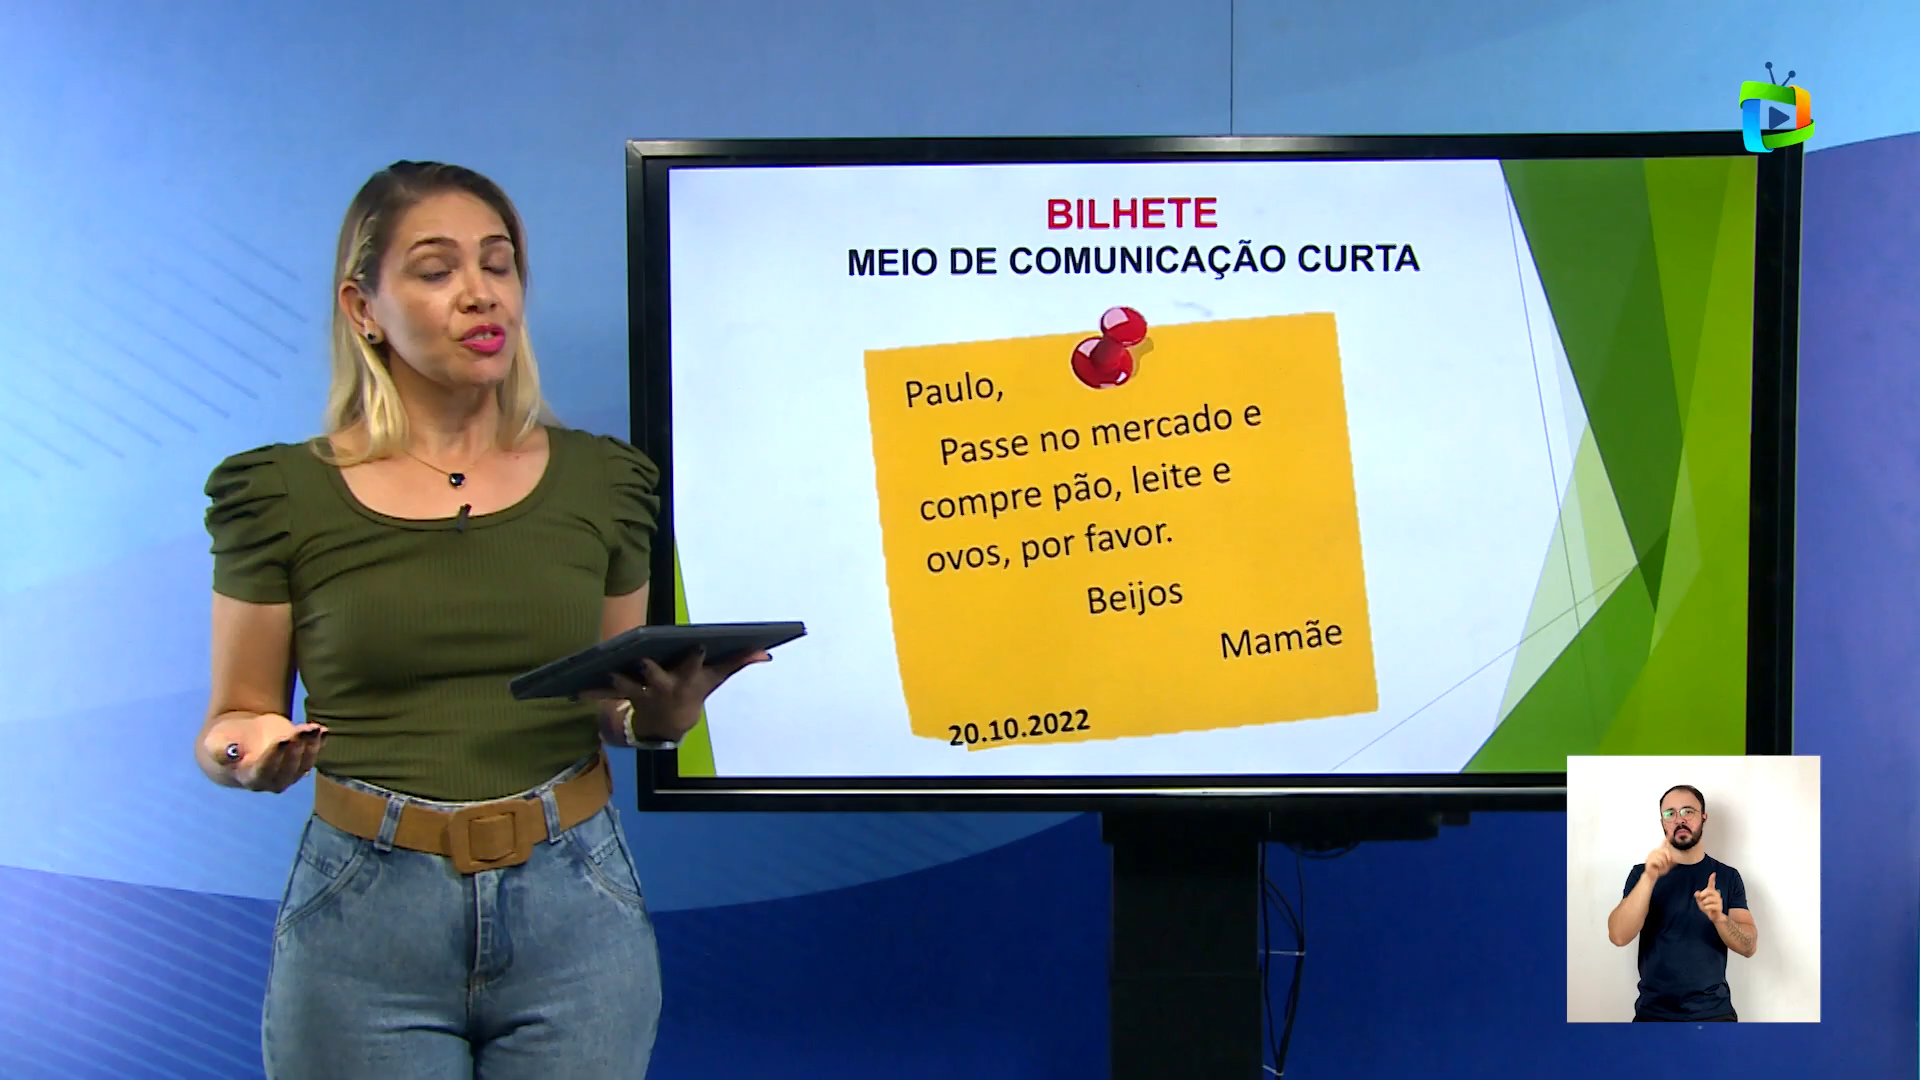 BILHETE
MEIO DE COMUNICAÇÃO CURTA
Paulo,
Passe no mercado e
compre pão, leite e
ovos, por favor.
Beijos
Mamãe
20.10.2022